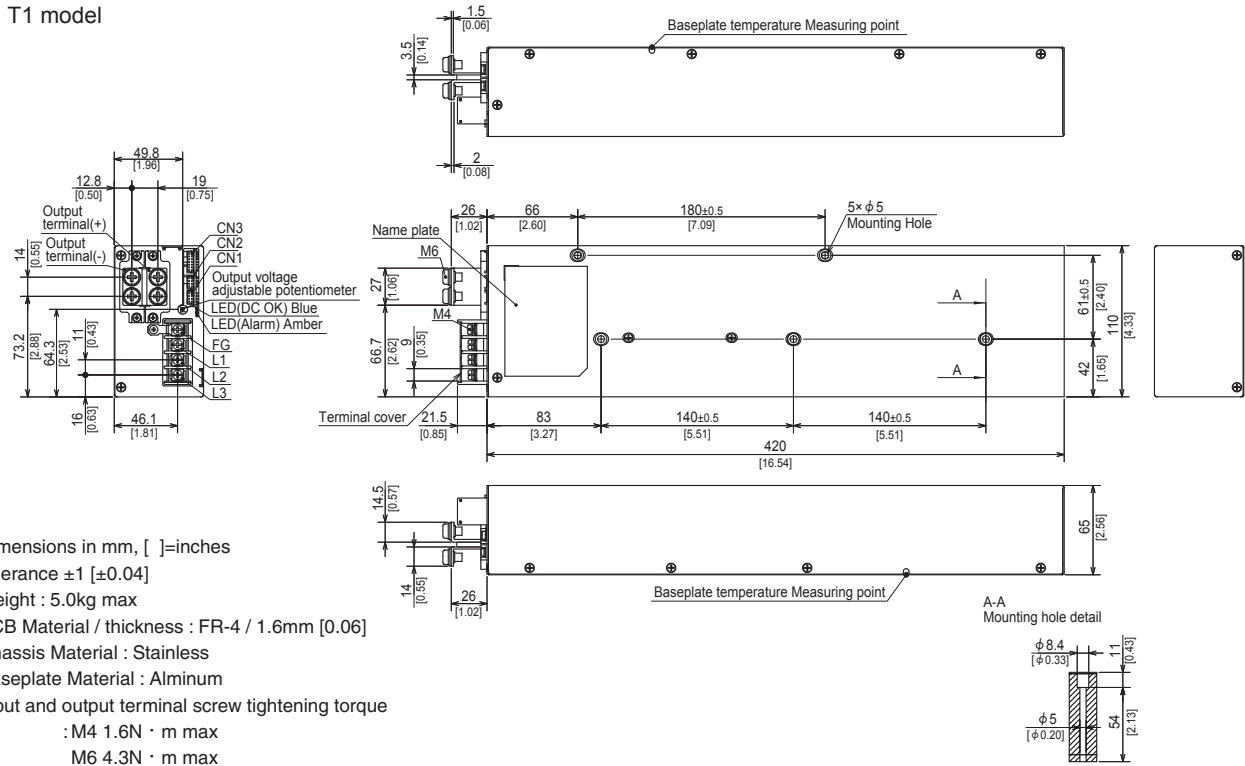 T1 model
1.5
[0.06]
3.5
[0.14]
Baseplate temperature Measuring point
2
[0.08]
49.8
[1.96]
12.8
[0.50]
19
[0.75]
Output
terminal(+)
Output
terminal(-)
CN3
CN2
CN1
Output voltage
adjustable potentiometer
LED(DC OK) Blue
LED(Alarm) Amber
FG
L1
L2
L3
14
[0.55]
73.2
[2.88]
64.3
[2.53]
11
[0.43]
16
[0.63]
46.1
[1.81]
26
[1.02]
66
[2.60]
180±0.5
[7.09]
5×φ5
Mounting Hole
Name plate
M6
27
[1.06]
M4
66.7
[2.62]
9
[0.35]
A
A
61±0.5
[2.40]
110
[4.33]
42
[1.65]
Terminal cover
21.5
[0.85]
83
[3.27]
140±0.5
[5.51]
140±0.5
[5.51]
420
[16.54]
14.5
[0.57]
14
[0.55]
26
[1.02]
65
[2.56]
Baseplate temperature Measuring point
A-A
Mounting hole detail
φ8.4
[φ0.33]
11
[0.43]
φ5
[φ0.20]
54
[2.13]
mensions in mm, [ ]=inches
erance ±1 [±0.04]
eight : 5.0kg max
CB Material / thickness : FR-4 / 1.6mm [0.06]
nassis Material : Stainless
aseplate Material : Alminum
out and output terminal screw tightening torque
: M4 1.6N・m max
M6 4.3N・m max